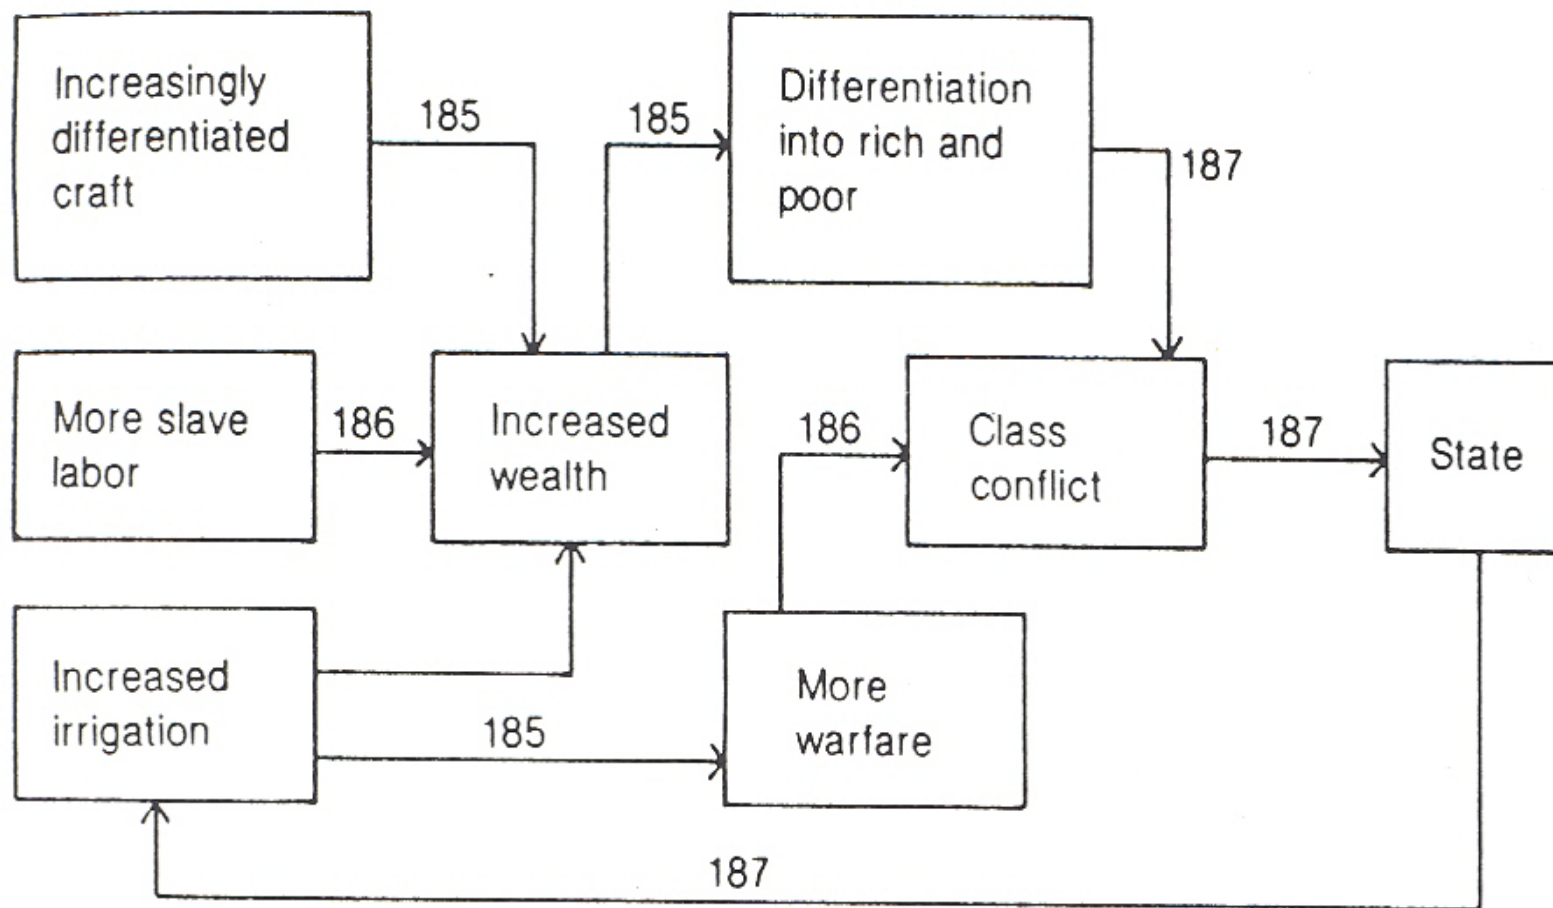 Increasingly
differentiated
craft
185
185
Differentiation
into rich and
poor
187
More slave
labor
186
Increased
wealth
186
Class
conflict
187
State
Increased
irrigation
185
More
warfare
187